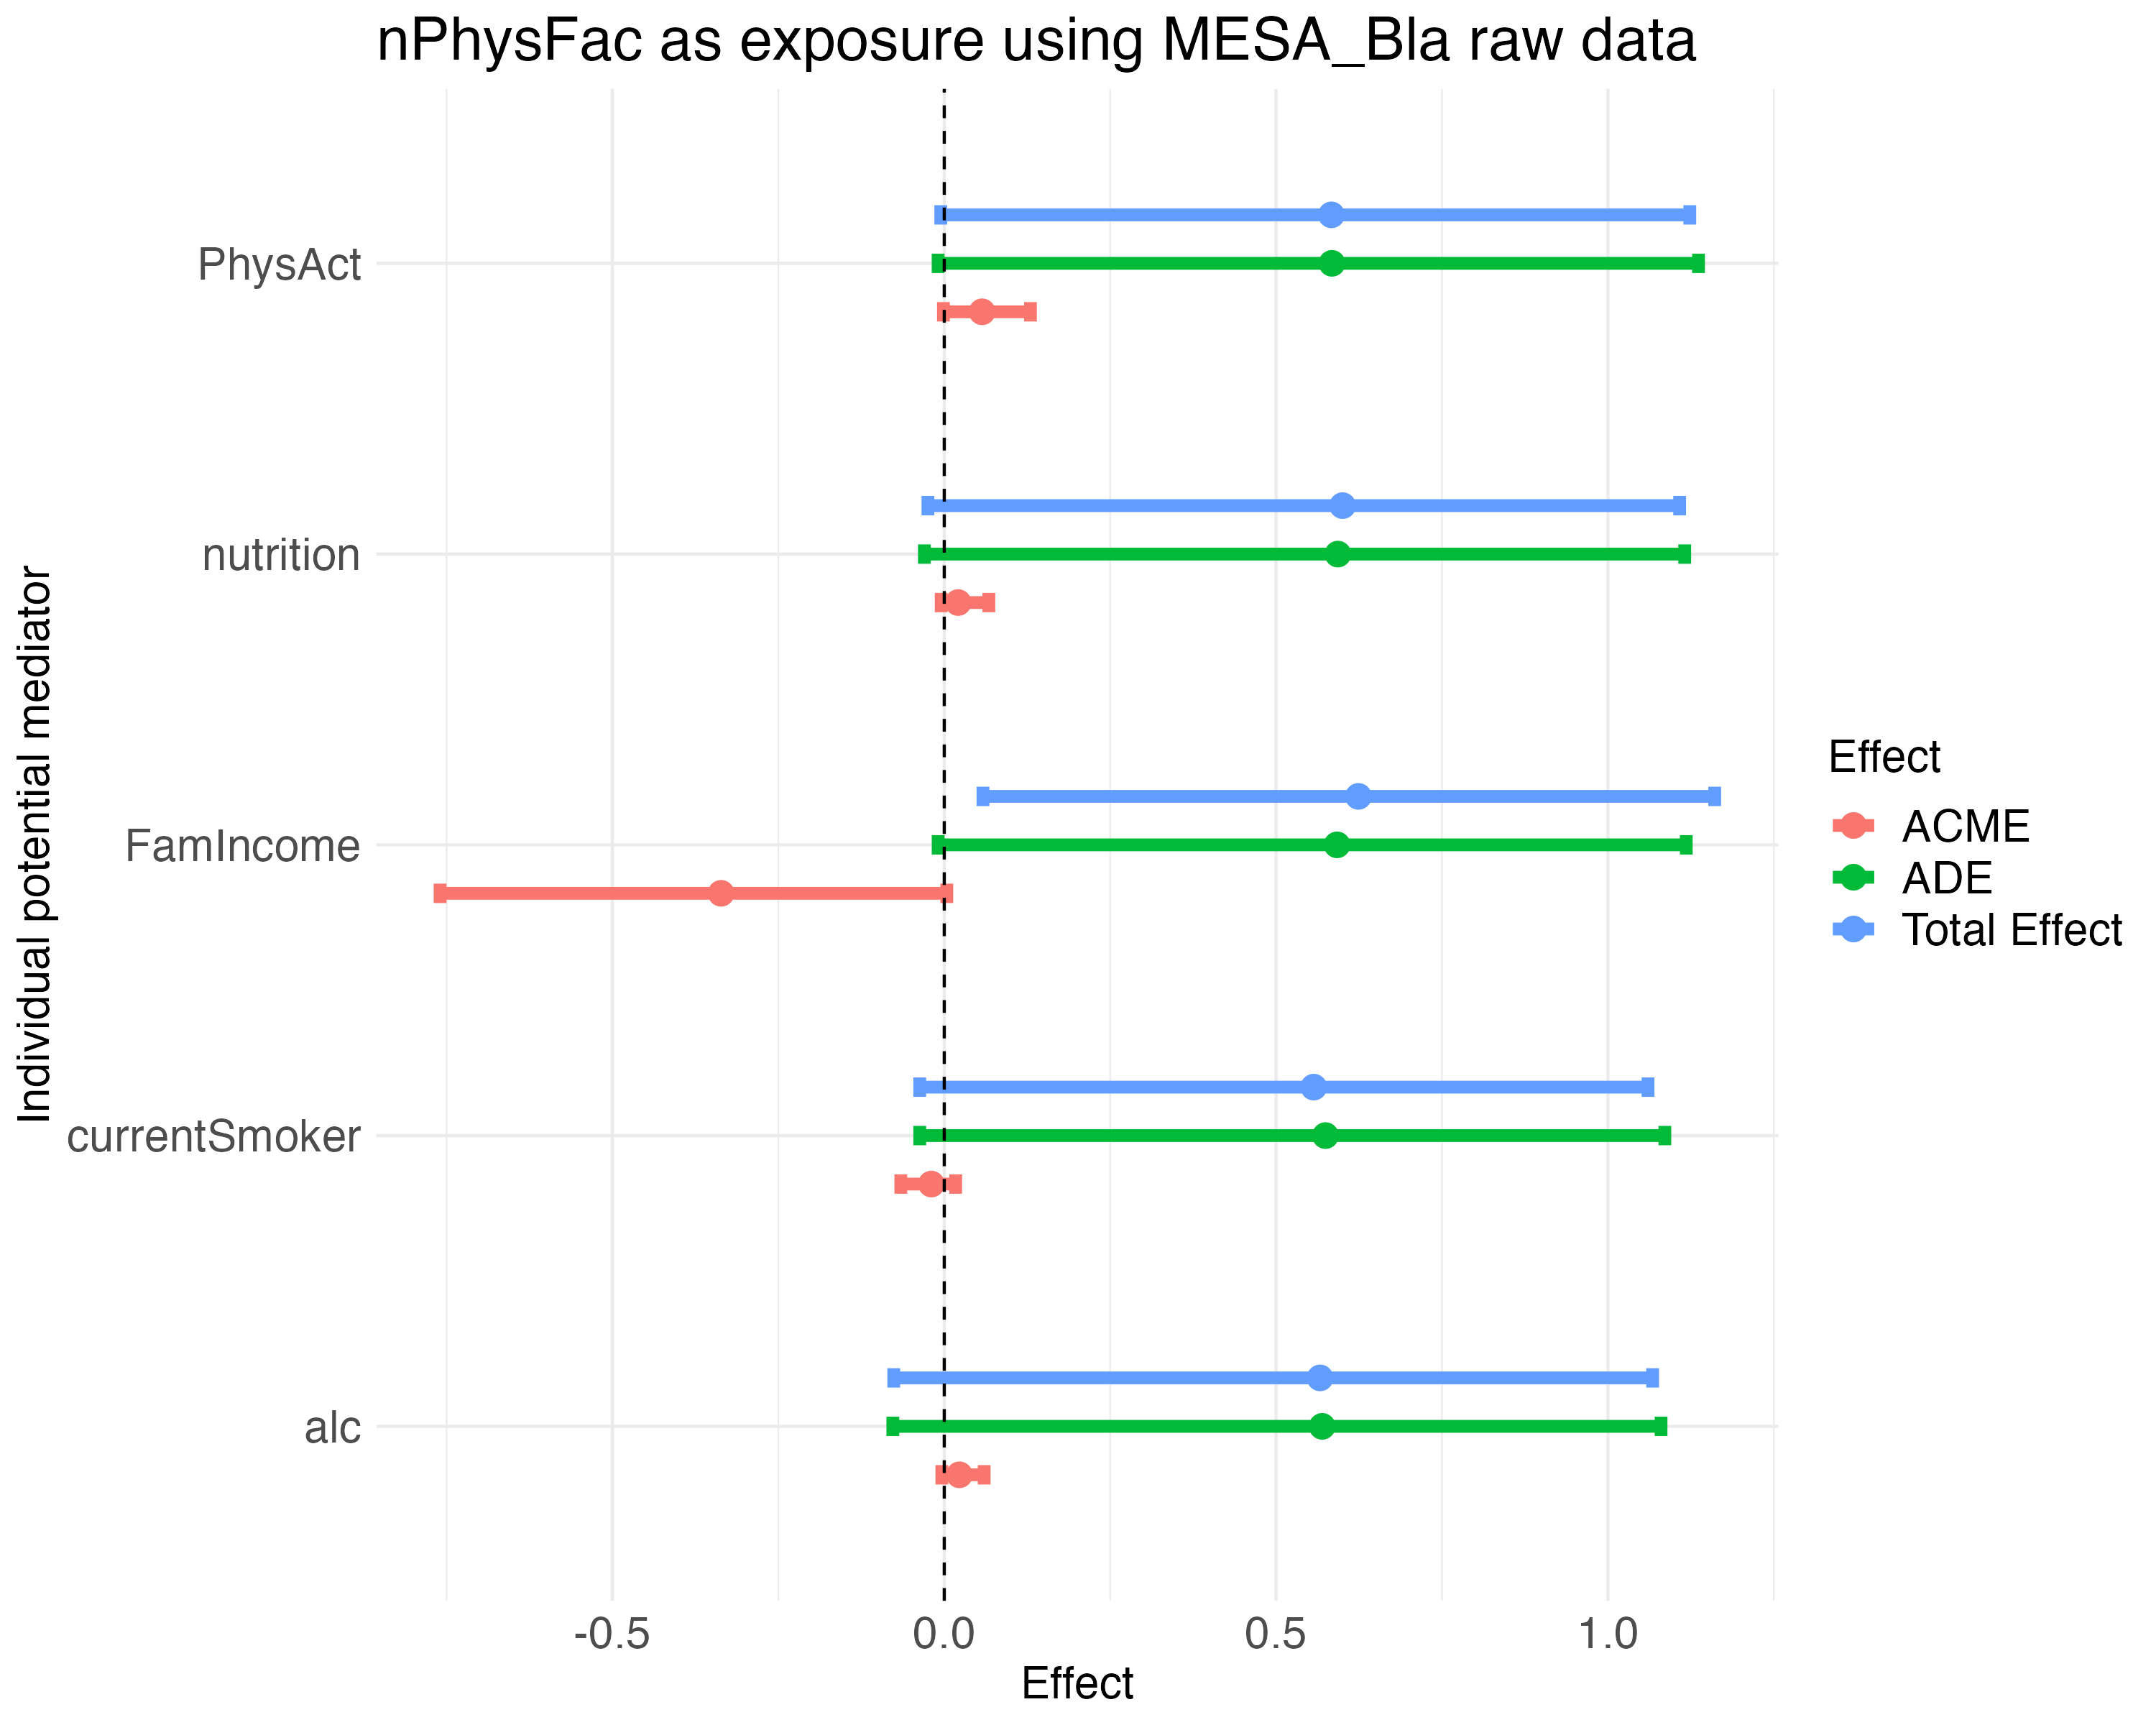 nPhysFac as exposure using MESA_Bla raw data
Individual potential mediator
PhysAct
nutrition
FamIncome
currentSmoker
alc
-0.5 0.0 0.5 1.0
Effect
Effect
ACME
ADE
Total Effect